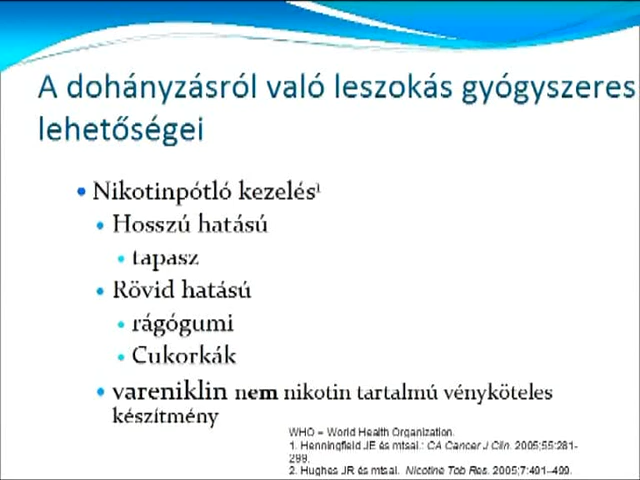 A dohányzásról való leszokás gyógyszeres
lehetőségei
Nikotinpótló kezelés¹
Hosszú hatású
tapasz
Rövid hatású
rágógumi
Cukorkák
vareniklin nem nikotin tartalmú vényköteles
készítmény
WHO = World Health Organization.
1. Henningfield JE és mtsai.: CA Cancer J Clin. 2005;55:281-
299.
2. Hughes JR és mtsai. Nicotine Tob Res. 2005;7:491–499.